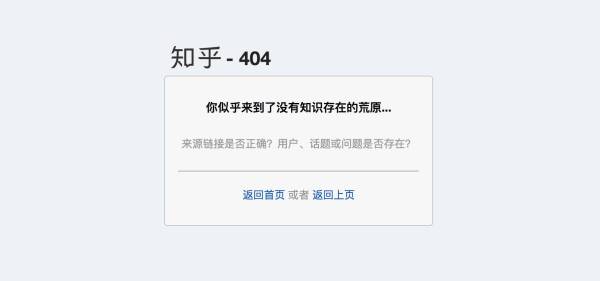 知乎 - 404
你似乎来到了没有知识存在的荒原...
来源链接是否正确？用户、话题或问题是否存在？
返回首页 或者 返回上页